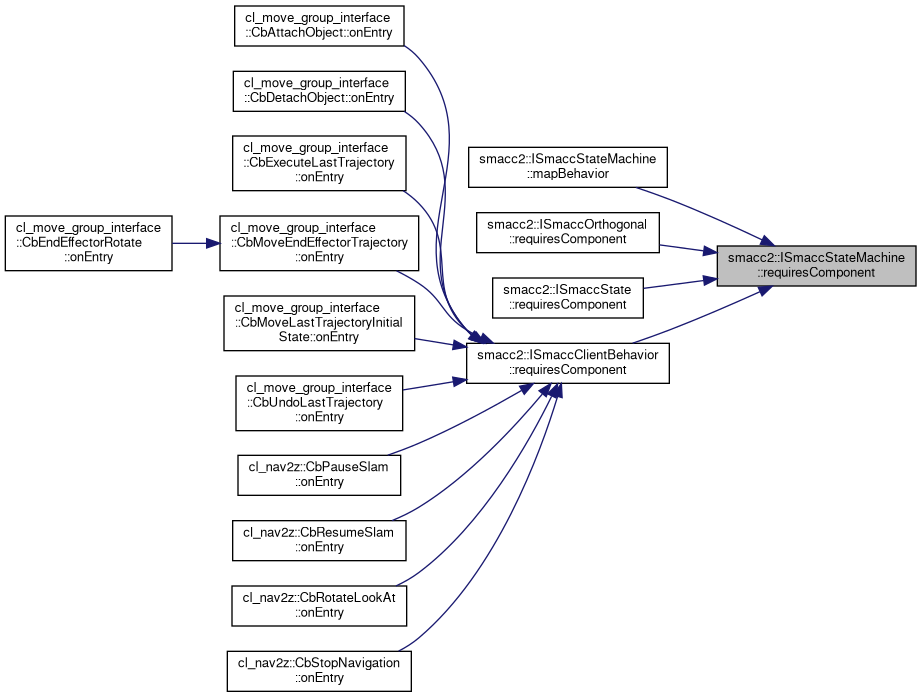 cl_move_group_interface
::CbAttachObject::onEntry
cl_move_group_interface
::CbDetachObject::onEntry
cl_move_group_interface
::CbExecuteLastTrajectory
::onEntry
cl_move_group_interface
::CbEndEffectorRotate
::onEntry
cl_move_group_interface
::CbMoveEndEffectorTrajectory
::onEntry
cl_move_group_interface
::CbMoveLastTrajectoryInitial
State::onEntry
cl_move_group_interface
::CbUndoLastTrajectory
::onEntry
cl_nav2z::CbPauseSlam
::onEntry
cl_nav2z::CbResumeSlam
::onEntry
cl_nav2z::CbRotateLookAt
::onEntry
cl_nav2z::CbStopNavigation
::onEntry
smacc2::ISmaccStateMachine
::mapBehavior
smacc2::ISmaccOrthogonal
::requiresComponent
smacc2::ISmaccState
::requiresComponent
smacc2::ISmaccClientBehavior
::requiresComponent
smacc2::ISmaccStateMachine
::requiresComponent